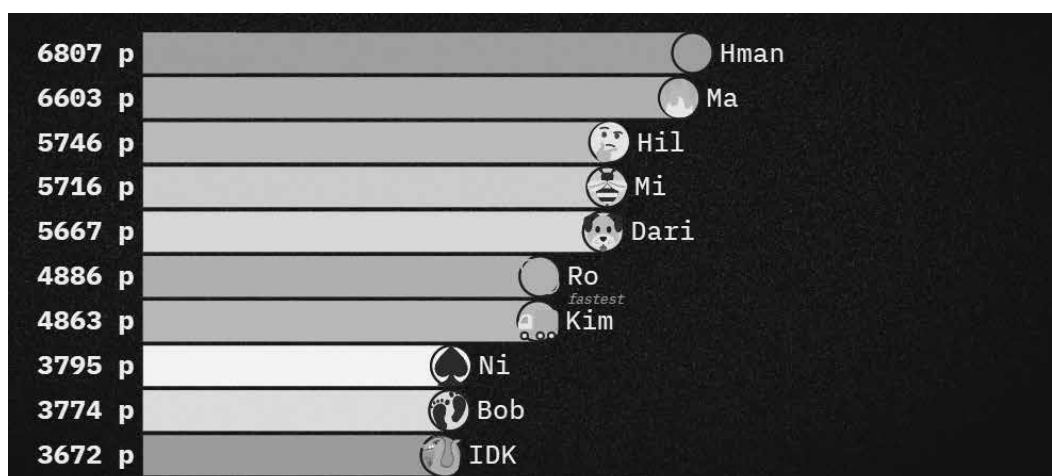 6807 p Hman
6603 p Ma
5746 p Hil
5716 p Mi
5667 p Dari
4886 p Ro
fastest
4863 p Kim
3795 p Ni
3774 p Bob
3672 p IDK